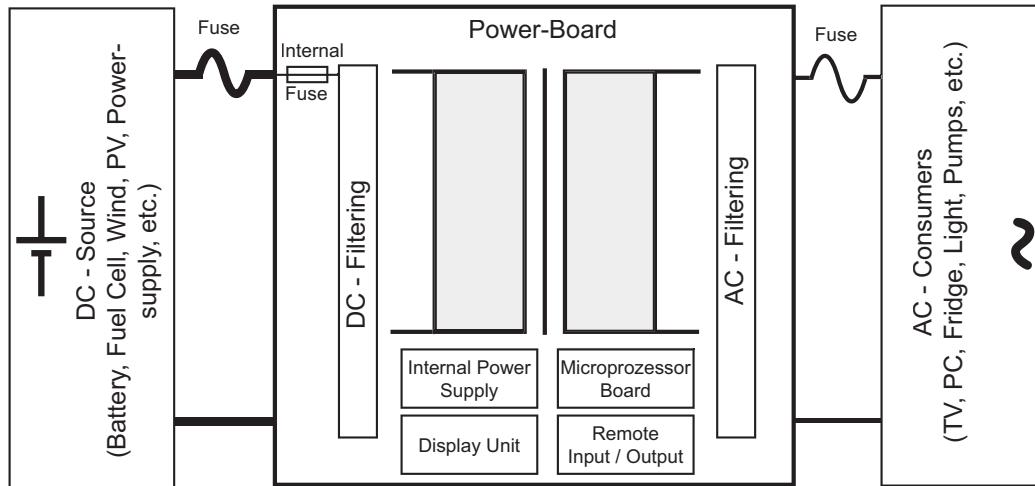 DC - Source
(Battery, Fuel Cell, Wind, PV, Power-
supply, etc.)
Fuse
Internal
Fuse
Power-Board
DC - Filtering
Internal Power
Supply
Microprozessor
Board
Display Unit
Remote
Input / Output
AC - Filtering
Fuse
AC - Consumers
(TV, PC, Fridge, Light, Pumps, etc.)